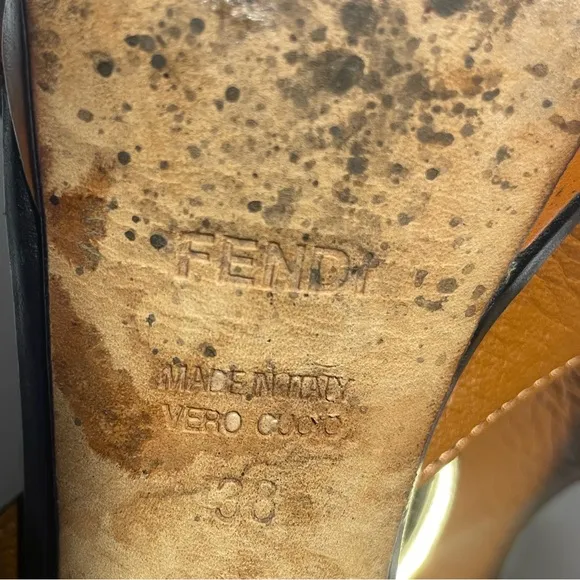 FENDI
MADE IN ITALY
VERO CUOIO
38